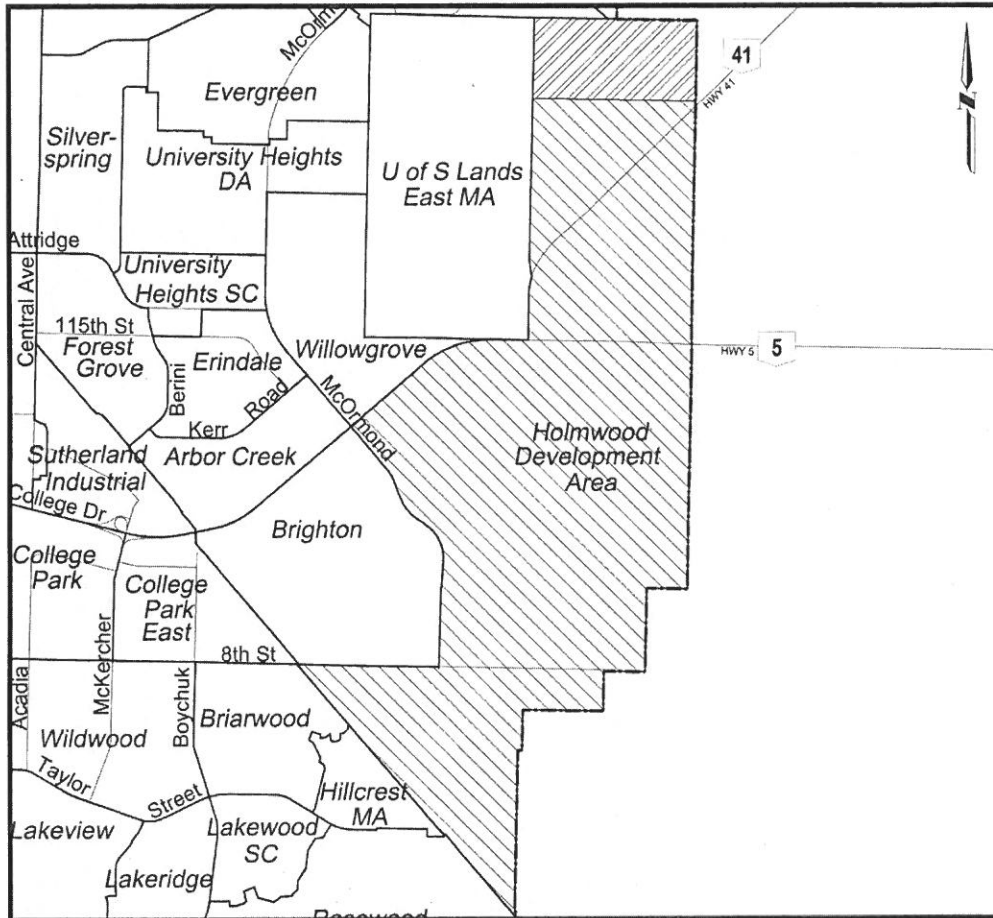 McOrm
41
HWY 41
N
Evergreen
Silver-
spring
University Heights
DA
U of S Lands
East MA
Attridge
University
Heights SC
Central Ave
115th St
Forest
Grove
Berini
Erindale
Road
Kerr
Willowgrove
McOrmond
HWY 5
5
Arbor Creek
Holmwood
Development
Area
Sutherland
Industrial
College Dr
Brighton
College
Park
College
Park
East
McKercher
8th St
Acadia
Boychuk
Briarwood
Wildwood
Taylor
Street
Hillcrest
MA
Lakeview
Lakewood
SC
Lakeridge
Rosewood